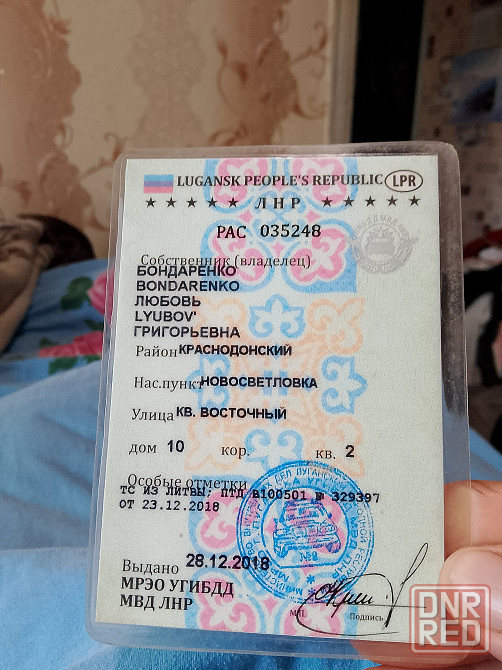 LUGANSK PEOPLE'S REPUBLIC LPR
★ ★ ★ ★ ★ ЛНР ★ ★ ★ ★ ★
РАС 035248
Собственник (владелец)
БОНДАРЕНКО
BONDARENKO
ЛЮБОВЬ
LYUBOV'
ГРИГОРЬЕВНА
Район КРАСНОДОНСКИЙ
Нас.пункт НОВОСВЕТЛОВКА
Улица КВ. ВОСТОЧНЫЙ
дом 10 кор. кв. 2
Особые отметки
ТС ИЗ ЛИТВЫ; ПТД В100501 № 329397
ОТ 23.12.2018
Выдано 28.12.2018
МРЭО УГИБДД
МВД ЛНР
М.П. Подпись
DNR
RED